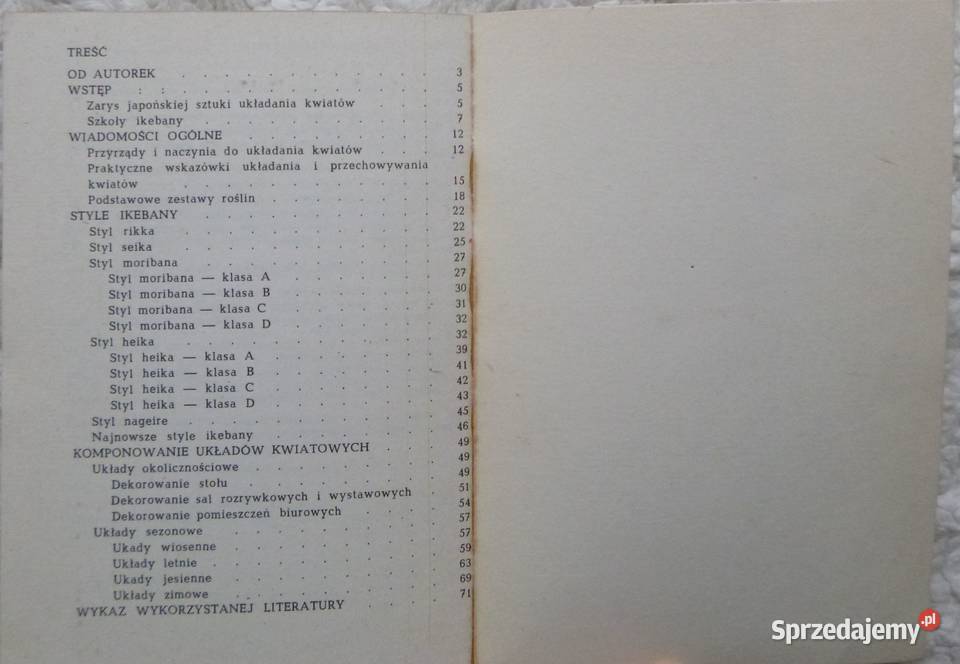 TREŚĆ
OD AUTOREK . . . . . . . . . . . 3
WSTĘP : : . . . . . . . . . . . 5
Zarys japońskiej sztuki układania kwiatów . . . 5
Szkoły ikebany . . . . . . . . . . 7
WIADOMOŚCI OGÓLNE . . . . . . . . 12
Przyrządy i naczynia do układania kwiatów . . . 12
Praktyczne wskazówki układania i przechowywania
kwiatów . . . . . . . . . . . 15
Podstawowe zestawy roślin . . . . . . . 18
STYLE IKEBANY . . . . . . . . . . 22
Styl rikka . . . . . . . . . . . 22
Styl seika . . . . . . . . . . . 25
Styl moribana . . . . . . . . . . 27
Styl moribana — klasa A . . . . . . 27
Styl moribana — klasa B . . . . . . 30
Styl moribana — klasa C . . . . . . 31
Styl moribana — klasa D . . . . . . 32
Styl heika . . . . . . . . . . . 32
Styl heika — klasa A . . . . . . . 39
Styl heika — klasa B . . . . . . . 41
Styl heika — klasa C . . . . . . . 42
Styl heika — klasa D . . . . . . . 43
Styl nageire . . . . . . . . . . 45
Najnowsze style ikebany . . . . . . . 46
KOMPONOWANIE UKŁADÓW KWIATOWYCH . . . 49
Układy okolicznościowe . . . . . . . . 49
Dekorowanie stołu . . . . . . . . 49
Dekorowanie sal rozrywkowych i wystawowych . 51
Dekorowanie pomieszczeń biurowych . . . . 54
Układy sezonowe . . . . . . . . . 57
Ukady wiosenne . . . . . . . . . 57
Układy letnie . . . . . . . . . . 59
Ukady jesienne . . . . . . . . . 63
Układy zimowe . . . . . . . . . 69
WYKAZ WYKORZYSTANEJ LITERATURY . . . . 71
Sprzedajemy.pl